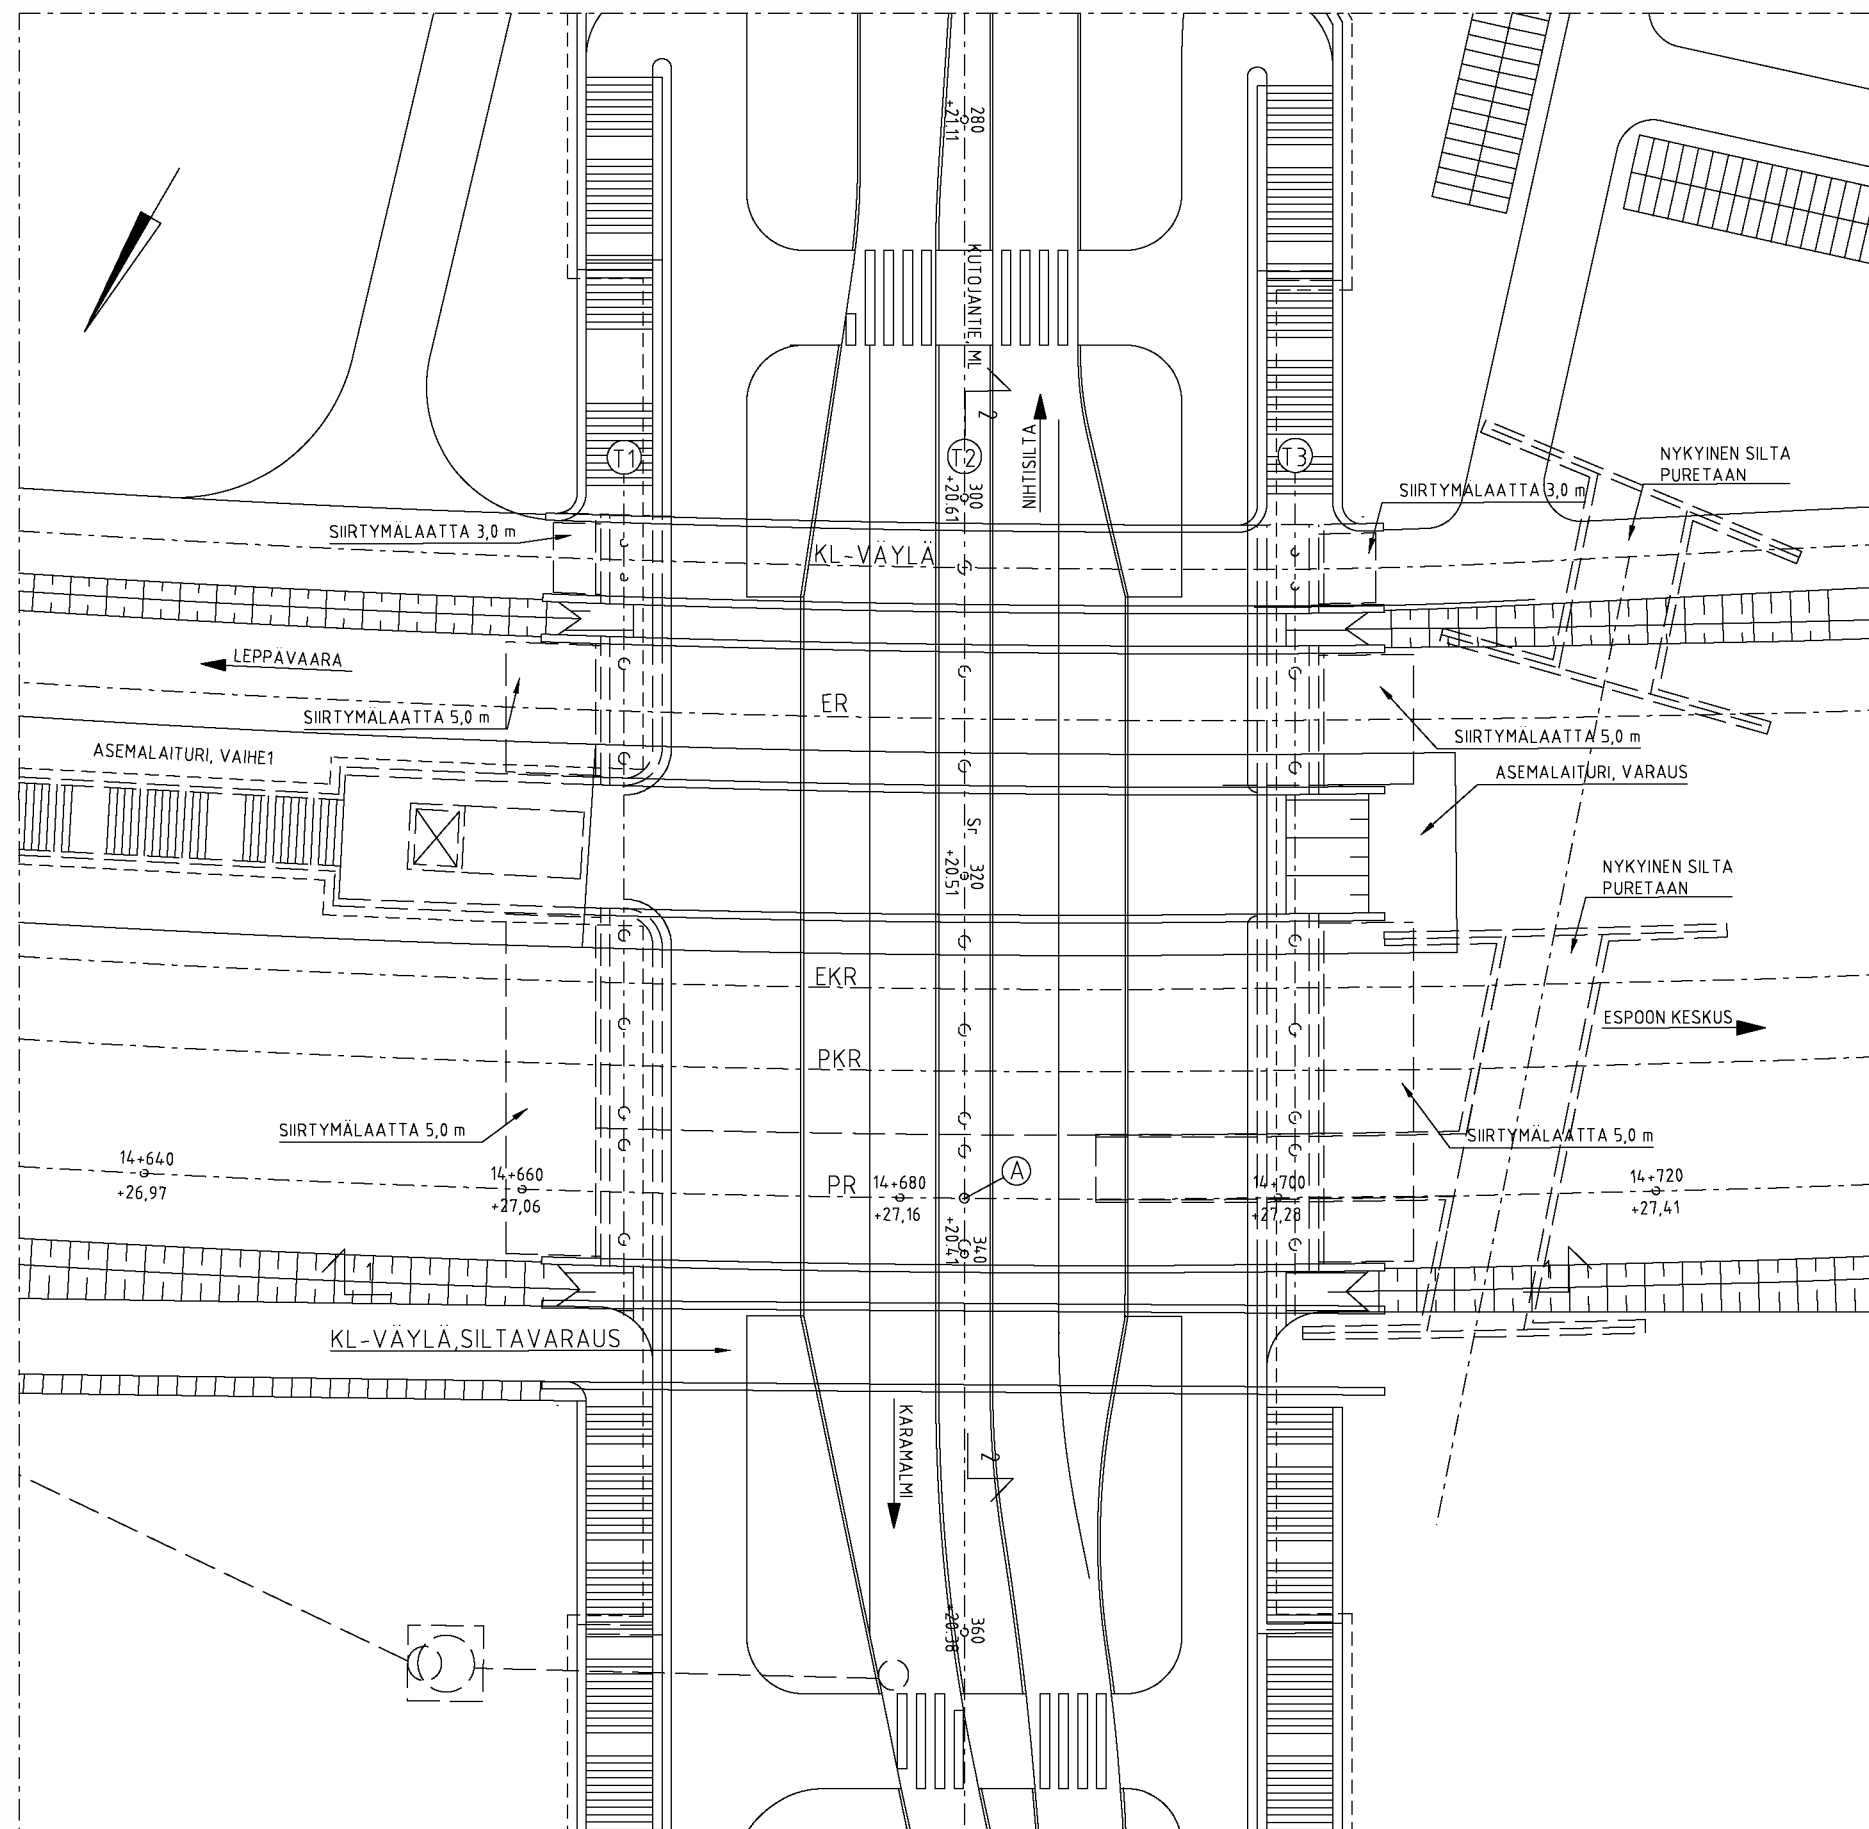 280
+21.11
KUTOJANTIE, ML
2
NIHTISILTA
T1
T2
T3
300
+20.61
NYKYINEN SILTA
PURETAAN
SIIRTYMÄLAATTA 3,0 m
SIIRTYMÄLAATTA 3,0 m
KL-VÄYLÄ
LEPPÄVAARA
ER
SIIRTYMÄLAATTA 5,0 m
SIIRTYMÄLAATTA 5,0 m
ASEMALAITURI, VAIHE1
ASEMALAITURI, VARAUS
Sr
320
+20.51
NYKYINEN SILTA
PURETAAN
EKR
ESPOON KESKUS
PKR
SIIRTYMÄLAATTA 5,0 m
SIIRTYMÄLAATTA 5,0 m
A
14+640
+26,97
14+660
+27,06
PR
14+680
+27,16
14+700
+27,28
14+720
+27,41
340
+20.41
1
1
KL-VÄYLÄ,SILTAVARAUS
KARAMALMI
2
360
+20.38